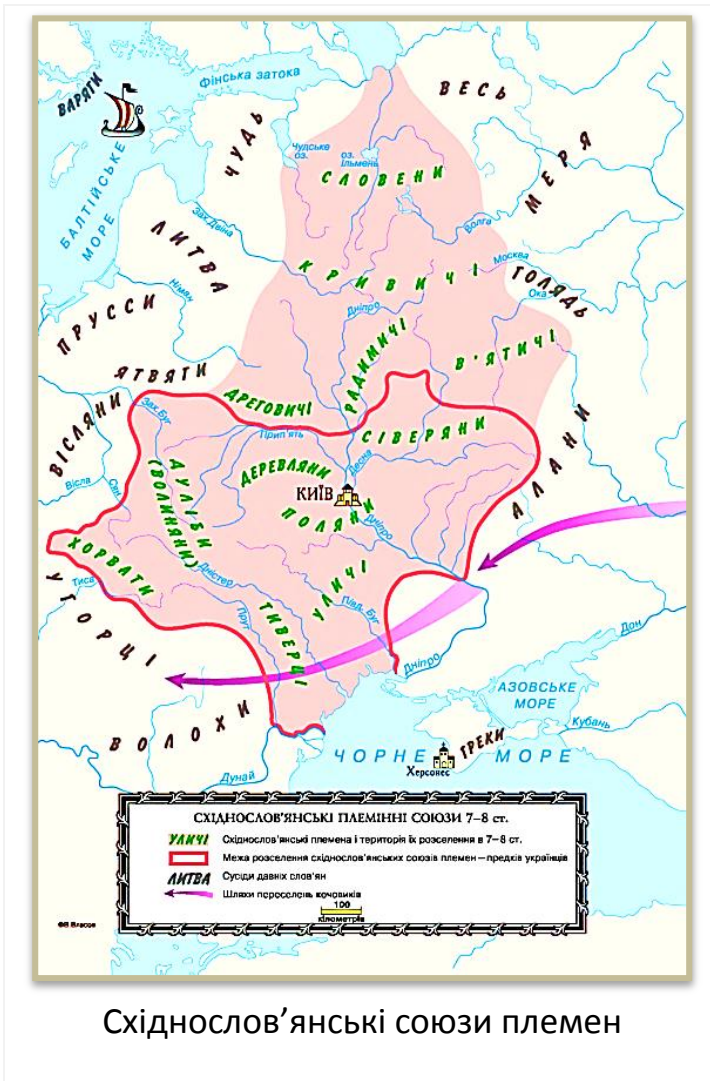 ВАРЯГИ
ФІНСЬКА ЗАТОКА
ВЕСЬ
ЧУДЬ
Чудське
оз.
оз.
Ільмень
СЛОВЕНИ
МЕРЯ
БАЛТІЙСЬКЕ
МОРЕ
ЛИТВА
Зах.Двіна
Волга
КРИВИЧІ
Москва
ГОЛЯДЬ
Ока
Німан
Дніпро
ПРУССИ
РАДИМИЧІ
В'ЯТИЧІ
ЯТВЯГИ
ДРЕГОВИЧІ
ВІСЛЯНИ
Зах.Буг
Прип'ять
СІВЕРЯНИ
АЛАНИ
Десна
ДЕРЕВЛЯНИ
ДУЛІБИ
(ВОЛИНЯНИ)
Вісла
Сян
КИЇВ
ПОЛЯНИ
Дніпро
ХОРВАТИ
Тиса
УГОРЦІ
Дністер
УЛИЧІ
ТИВЕРЦІ
Прут
Півд. Буг
Дніпро
Дон
АЗОВСЬКЕ
МОРЕ
Кубань
ВОЛОХИ
Дунай
ЧОРНЕ МОРЕ
ГРЕКИ
Херсонес
СХІДНОСЛОВ'ЯНСЬКІ ПЛЕМІННІ СОЮЗИ 7–8 ст.
УЛИЧІ Східнослов'янські племена і територія їх розселення в 7–8 ст.
Межа розселення східнослов'янських союзів племен – предків українців
ЛИТВА Сусіди давніх слов'ян
Шляхи переселень кочовиків
100
кілометрів
©В.Власов
Східнослов’янські союзи племен